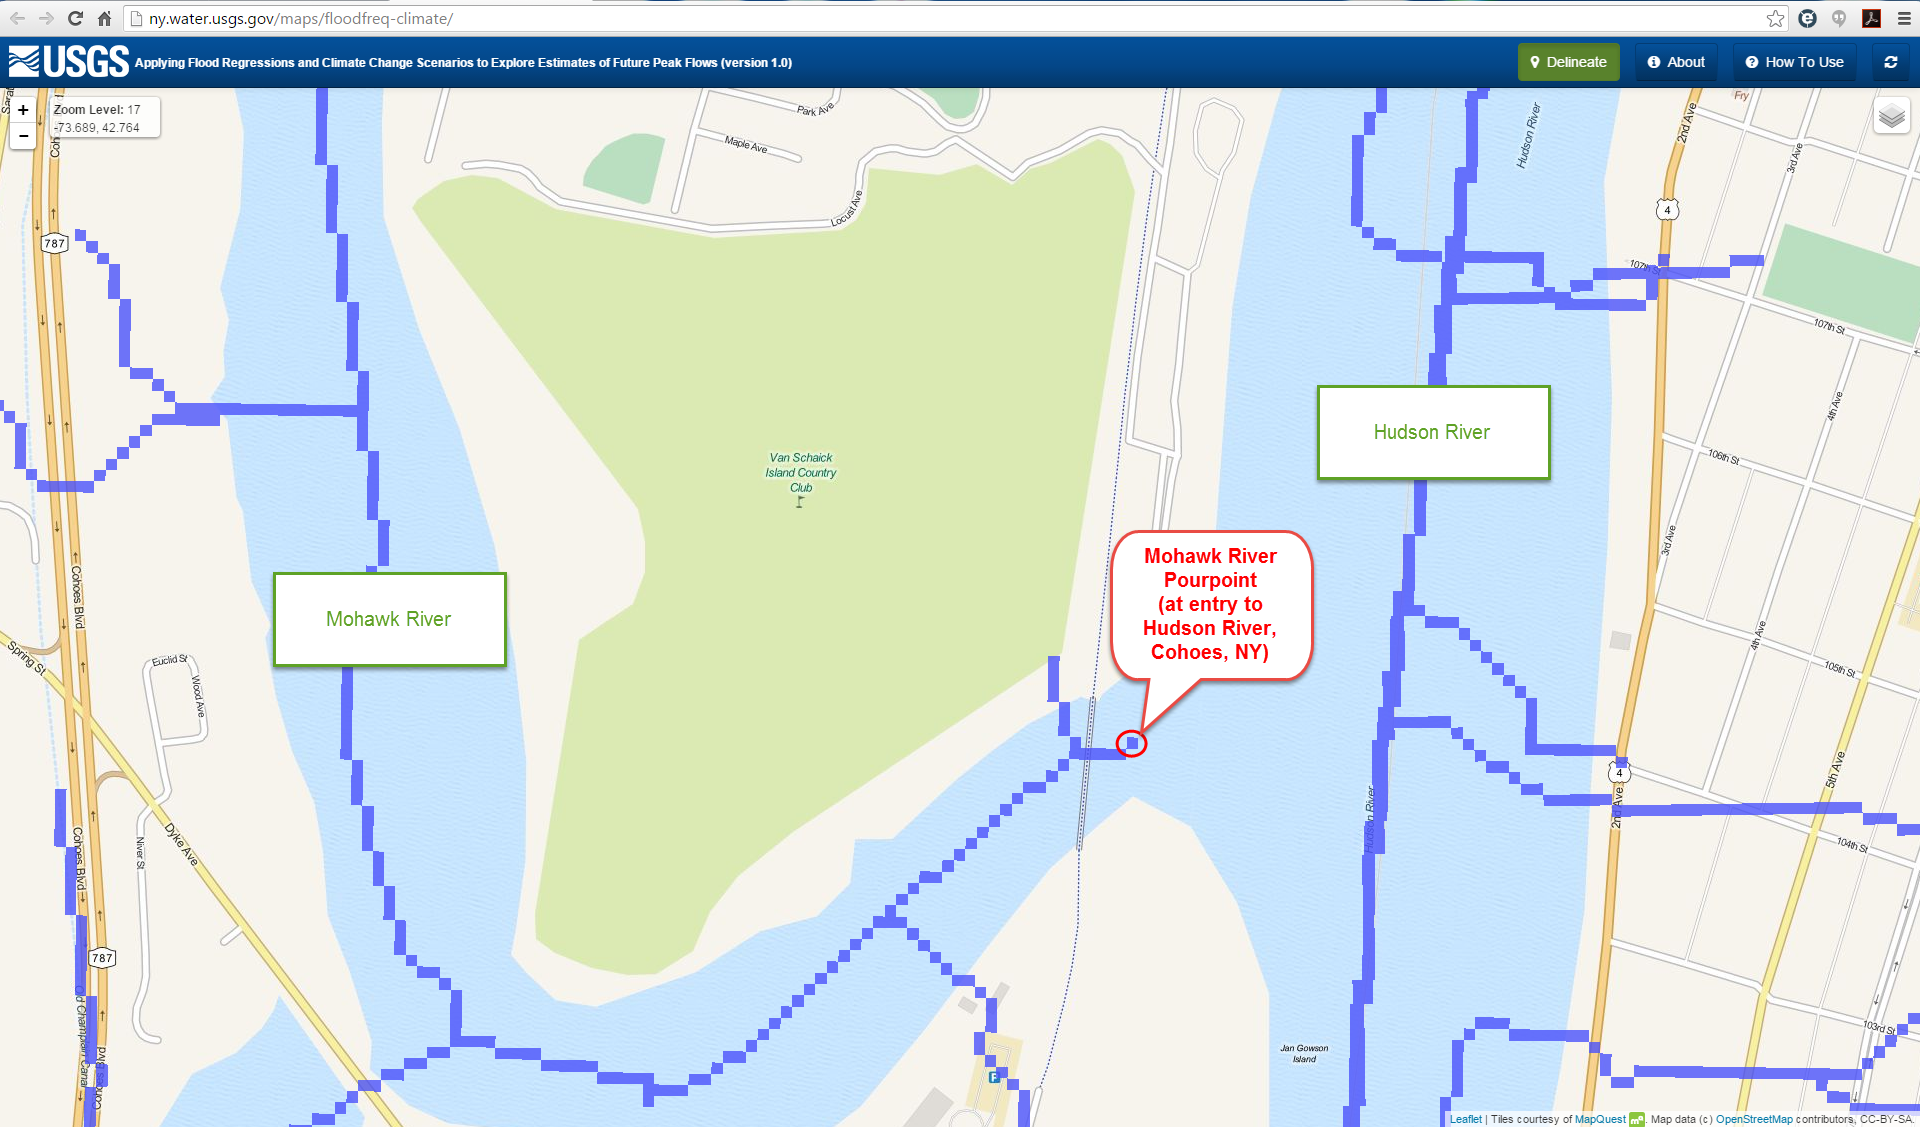 ny.water.usgs.gov/maps/floodfreq-climate/
USGS
Applying Flood Regressions and Climate Change Scenarios to Explore Estimates of Future Peak Flows (version 1.0)
Delineate
About
How To Use
+
−
Zoom Level: 17
-73.689, 42.764
Park Ave
Maple Ave
Locust Ave
Hudson River
2nd Ave
Fry
3rd Ave
4
787
107th St
107th St
Van Schaick
Island Country
Club
Hudson River
4th Ave
106th St
3rd Ave
Mohawk River
Mohawk River
Pourpoint
(at entry to
Hudson River,
Cohoes, NY)
Cohoes Blvd
Spring St
Euclid St
Wood Ave
4th Ave
105th St
4
5th Ave
2nd Ave
Hudson River
104th St
Dyke Ave
Niver St
Cohoes Blvd
787
Old Champlain Canal
Cohoes Blvd
103rd St
Jan Gowson
Island
P
Leaflet | Tiles courtesy of MapQuest . Map data (c) OpenStreetMap contributors, CC-BY-SA.